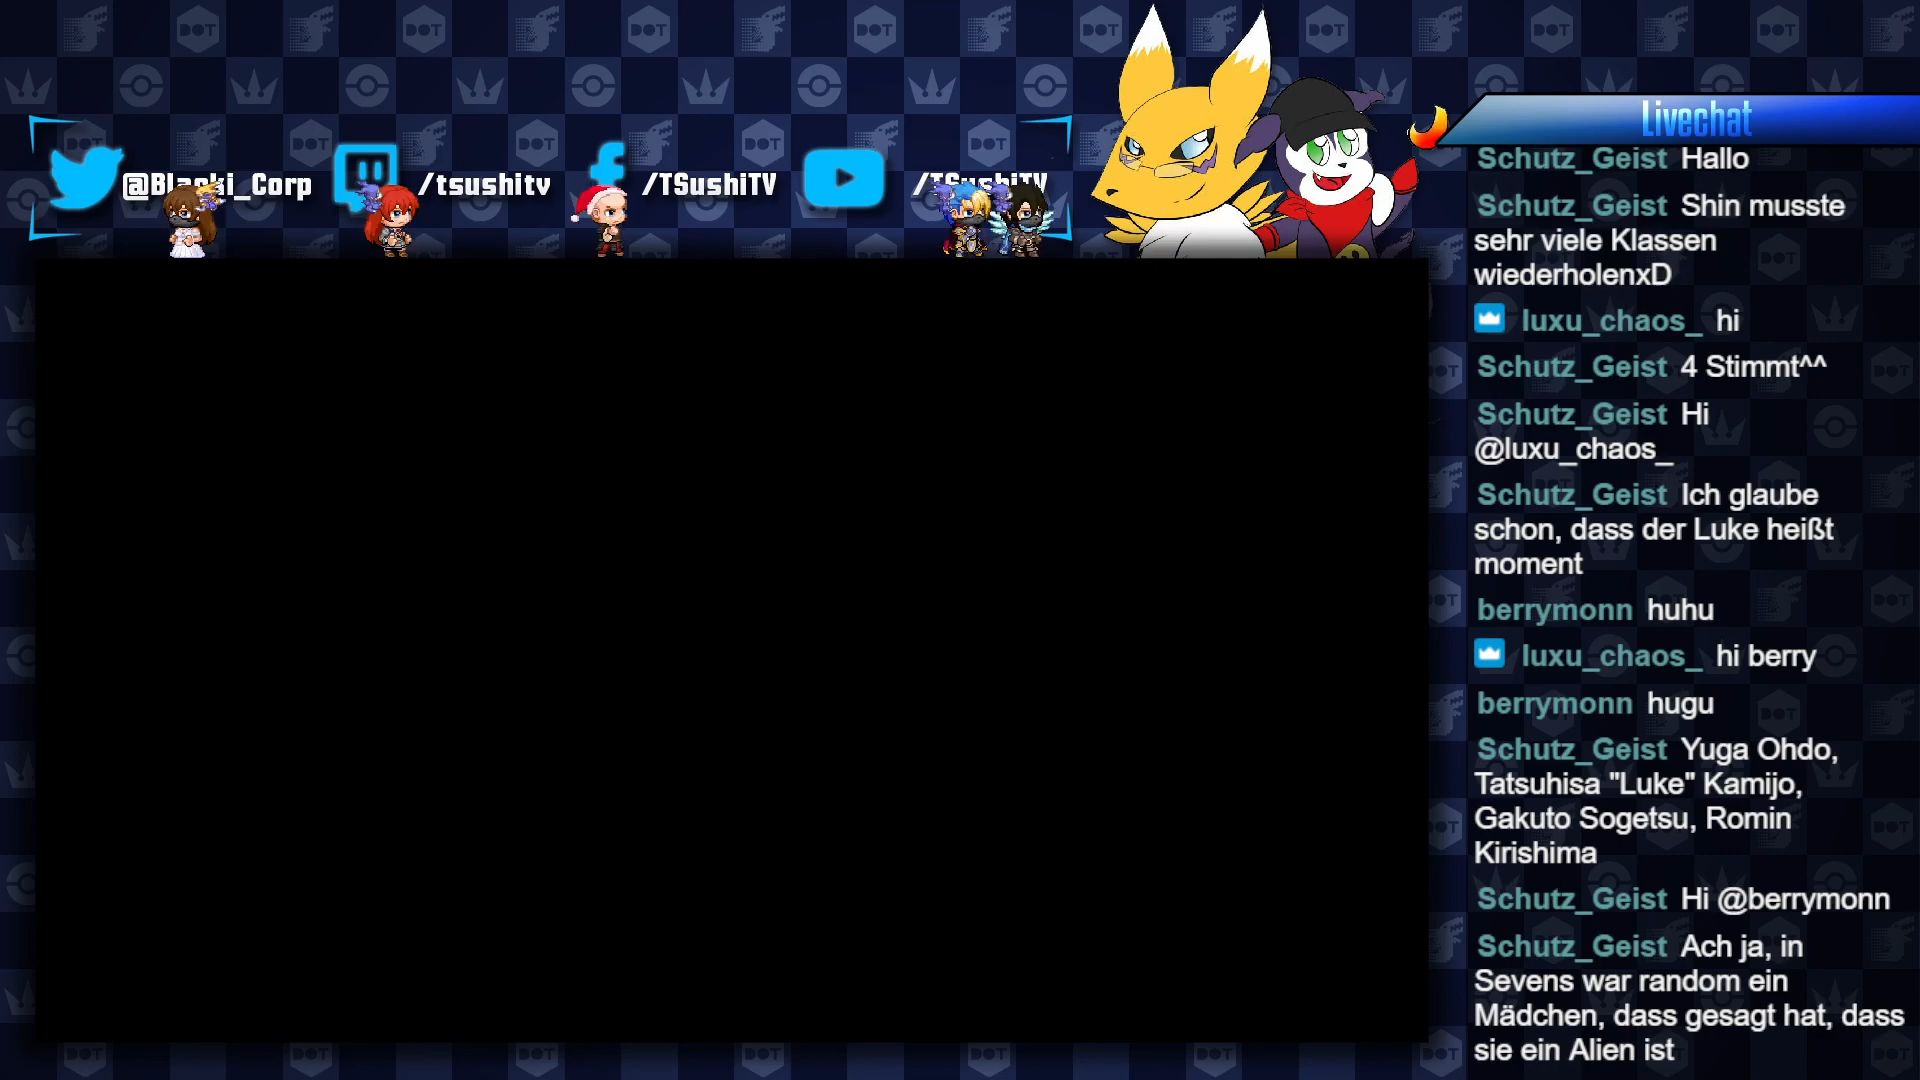 @Blacki_Corp
/tsushitv
/TSushiTV
/TSushiTV
Livechat
Schutz_Geist Hallo
Schutz_Geist Shin musste
sehr viele Klassen
wiederholenxD
luxu_chaos_ hi
Schutz_Geist 4 Stimmt^^
Schutz_Geist Hi
@luxu_chaos_
Schutz_Geist Ich glaube
schon, dass der Luke heißt
moment
berrymonn huhu
luxu_chaos_ hi berry
berrymonn hugu
Schutz_Geist Yuga Ohdo,
Tatsuhisa "Luke" Kamijo,
Gakuto Sogetsu, Romin
Kirishima
Schutz_Geist Hi @berrymonn
Schutz_Geist Ach ja, in
Sevens war random ein
Mädchen, dass gesagt hat, dass
sie ein Alien ist